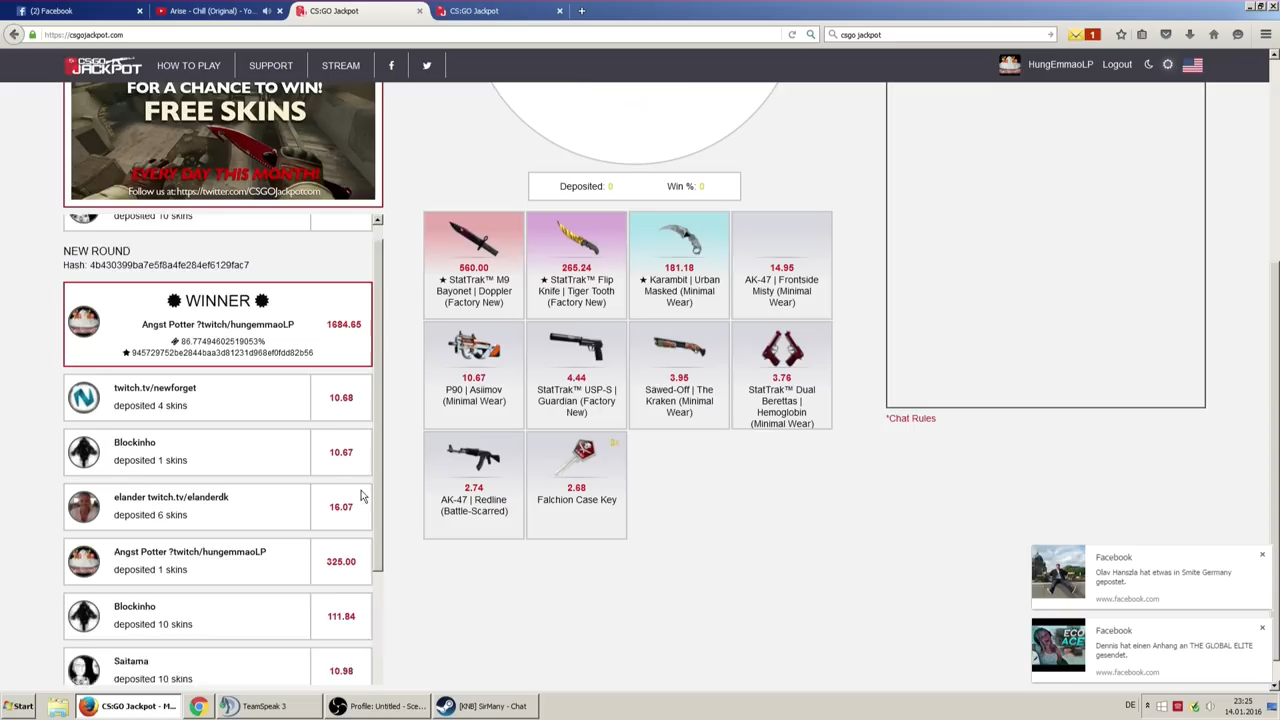 (2) Facebook
Arise - Chill (Original) - Yo...
CS:GO Jackpot
CS:GO Jackpot
https://csgojackpot.com
csgo jackpot
1
CS:GO
JACKPOT
HOW TO PLAY
SUPPORT
STREAM
HungEmmaoLP
Logout
FOR A CHANCE TO WIN!
FREE SKINS
EVERY DAY THIS MONTH!
Follow us at: https://twitter.com/CSGOJackpotcom
deposited 10 skins
NEW ROUND
Hash: 4b430399ba7e5f8a4fe284ef6129fac7
WINNER
Angst Potter ?twitch/hungemmaoLP
1684.65
86.77494602519053%
945729752be2844baa3d81231d968ef0fdd82b56
twitch.tv/newforget
deposited 4 skins
10.68
Blockinho
deposited 1 skins
10.67
elander twitch.tv/elanderdk
deposited 6 skins
16.07
Angst Potter ?twitch/hungemmaoLP
deposited 1 skins
325.00
Blockinho
deposited 10 skins
111.84
Saitama
deposited 10 skins
10.98
Deposited: 0
Win %: 0
560.00
★ StatTrak™ M9
Bayonet | Doppler
(Factory New)
265.24
★ StatTrak™ Flip
Knife | Tiger Tooth
(Factory New)
181.18
★ Karambit | Urban
Masked (Minimal
Wear)
14.95
AK-47 | Frontside
Misty (Minimal
Wear)
10.67
P90 | Asiimov
(Minimal Wear)
4.44
StatTrak™ USP-S |
Guardian (Factory
New)
3.95
Sawed-Off | The
Kraken (Minimal
Wear)
3.76
StatTrak™ Dual
Berettas |
Hemoglobin
(Minimal Wear)
2.74
AK-47 | Redline
(Battle-Scarred)
2x
2.68
Falchion Case Key
*Chat Rules
Facebook
Olav Hanszla hat etwas in Smite Germany
gepostet.
www.facebook.com
Facebook
Dennis hat einen Anhang an THE GLOBAL ELITE
gesendet.
www.facebook.com
Start
CS:GO Jackpot - M...
TeamSpeak 3
Profile: Untitled - Sce...
[KNB] SirMany - Chat
DE
23:25
14.01.2016